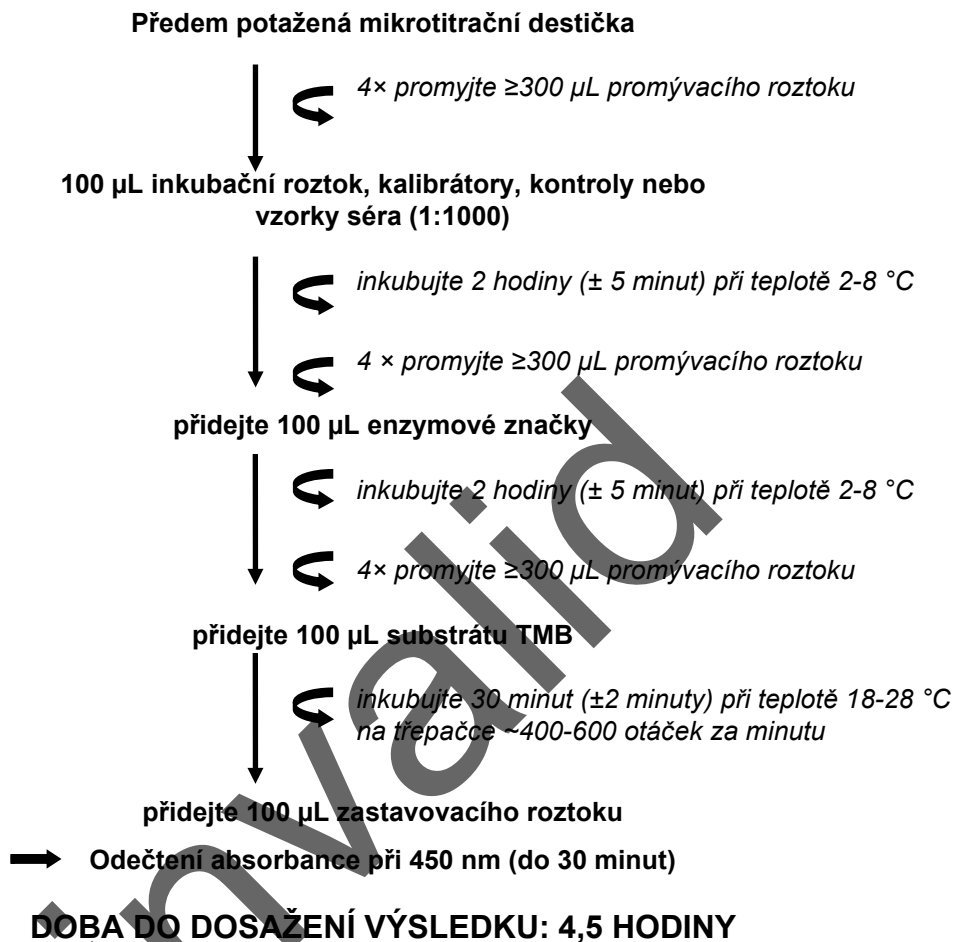 Předem potažená mikrotitrační destička
4× promyjte ≥300 µL promývacího roztoku
100 µL inkubační roztok, kalibrátory, kontroly nebo
vzorky séra (1:1000)
inkubujte 2 hodiny (± 5 minut) při teplotě 2-8 °C
4 × promyjte ≥300 µL promývacího roztoku
přidejte 100 µL enzymové značky
inkubujte 2 hodiny (± 5 minut) při teplotě 2-8 °C
4× promyjte ≥300 µL promývacího roztoku
přidejte 100 µL substrátu TMB
inkubujte 30 minut (±2 minuty) při teplotě 18-28 °C
na třepačce ~400-600 otáček za minutu
přidejte 100 µL zastavovacího roztoku
Odečtení absorbance při 450 nm (do 30 minut)
DOBA DO DOSAŽENÍ VÝSLEDKU: 4,5 HODINY
invalid